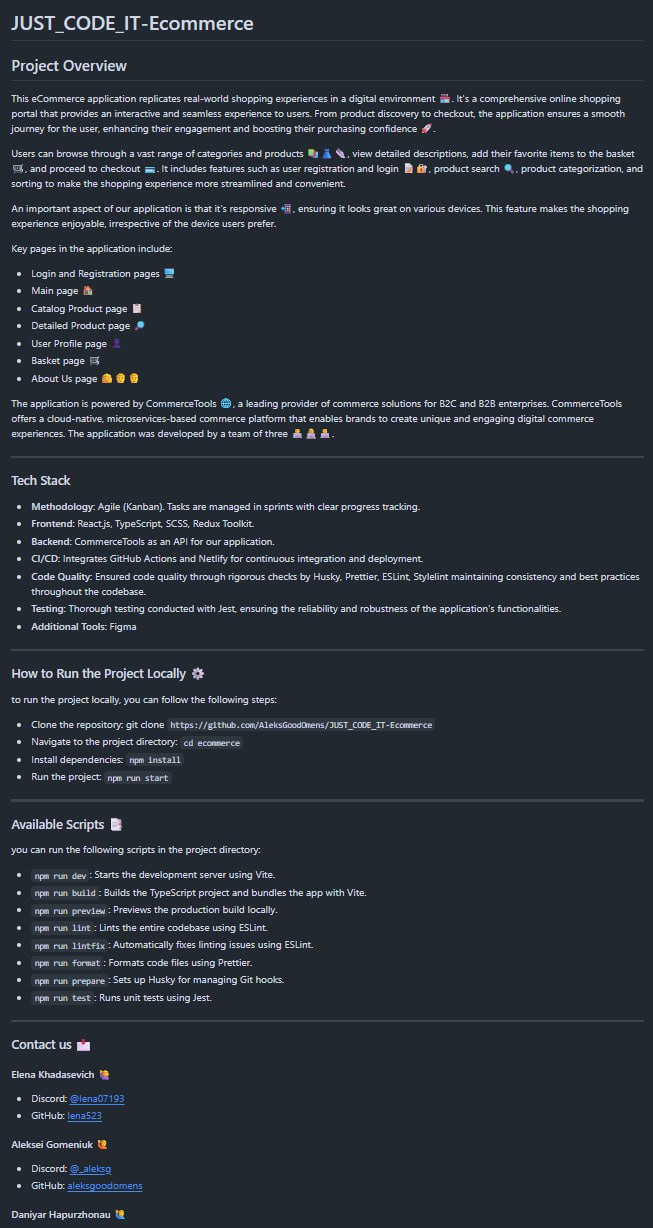 JUST_CODE_IT-Ecommerce
Project Overview
This eCommerce application replicates real-world shopping experiences in a digital environment 🏪. It's a comprehensive online shopping
portal that provides an interactive and seamless experience to users. From product discovery to checkout, the application ensures a smooth
journey for the user, enhancing their engagement and boosting their purchasing confidence 🚀.
Users can browse through a vast range of categories and products 📚👗✏️, view detailed descriptions, add their favorite items to the basket
🛒, and proceed to checkout 💳. It includes features such as user registration and login 📝🔐, product search 🔍, product categorization, and
sorting to make the shopping experience more streamlined and convenient.
An important aspect of our application is that it's responsive 📲, ensuring it looks great on various devices. This feature makes the shopping
experience enjoyable, irrespective of the device users prefer.
Key pages in the application include:
• Login and Registration pages 🖥️
• Main page 🏠
• Catalog Product page 📋
• Detailed Product page 🔎
• User Profile page 👤
• Basket page 🛒
• About Us page 👩👨👨
The application is powered by CommerceTools 🌐, a leading provider of commerce solutions for B2C and B2B enterprises. CommerceTools
offers a cloud-native, microservices-based commerce platform that enables brands to create unique and engaging digital commerce
experiences. The application was developed by a team of three 👩‍💻👨‍💻👩‍💻.
Tech Stack
• Methodology: Agile (Kanban). Tasks are managed in sprints with clear progress tracking.
• Frontend: React.js, TypeScript, SCSS, Redux Toolkit.
• Backend: CommerceTools as an API for our application.
• CI/CD: Integrates GitHub Actions and Netlify for continuous integration and deployment.
• Code Quality: Ensured code quality through rigorous checks by Husky, Prettier, ESLint, Stylelint maintaining consistency and best practices
throughout the codebase.
• Testing: Thorough testing conducted with Jest, ensuring the reliability and robustness of the application's functionalities.
• Additional Tools: Figma
How to Run the Project Locally ⚙️
to run the project locally, you can follow the following steps:
• Clone the repository: git clone https://github.com/AleksGoodOmens/JUST_CODE_IT-Ecommerce
• Navigate to the project directory: cd ecommerce
• Install dependencies: npm install
• Run the project: npm run start
Available Scripts 📑
you can run the following scripts in the project directory:
• npm run dev : Starts the development server using Vite.
• npm run build : Builds the TypeScript project and bundles the app with Vite.
• npm run preview : Previews the production build locally.
• npm run lint : Lints the entire codebase using ESLint.
• npm run lintfix : Automatically fixes linting issues using ESLint.
• npm run format : Formats code files using Prettier.
• npm run prepare : Sets up Husky for managing Git hooks.
• npm run test : Runs unit tests using Jest.
Contact us 📩
Elena Khadasevich 🙋‍♀️
• Discord: @lena07193
• GitHub: lena523
Aleksei Gomeniuk 🙋‍♂️
• Discord: @_aleksg
• GitHub: aleksgoodomens
Daniyar Hapurzhonau 🙋‍♂️